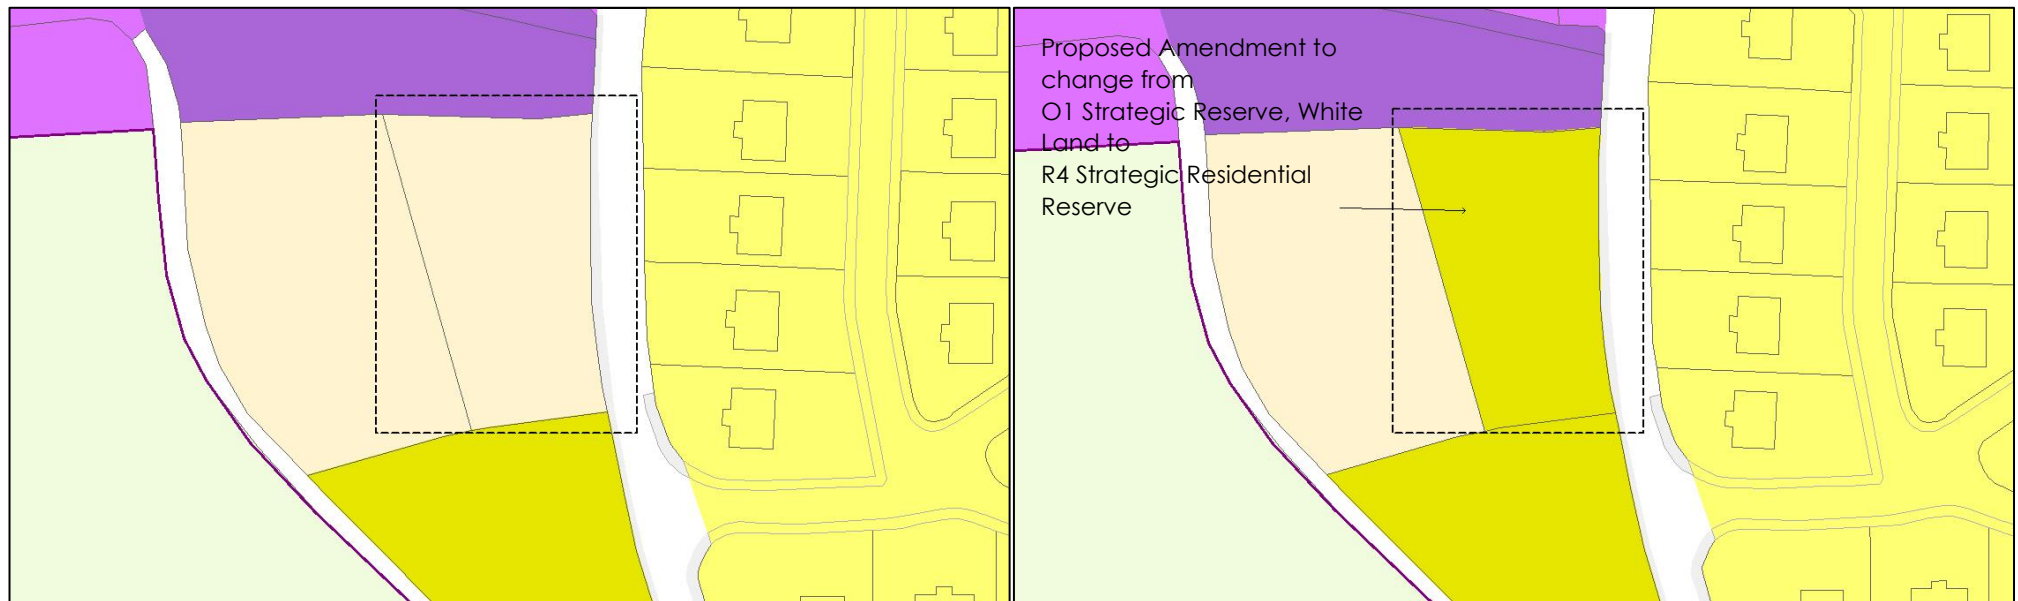 Proposed Amendment to
change from
O1 Strategic Reserve, White
Land to
R4 Strategic Residential
Reserve